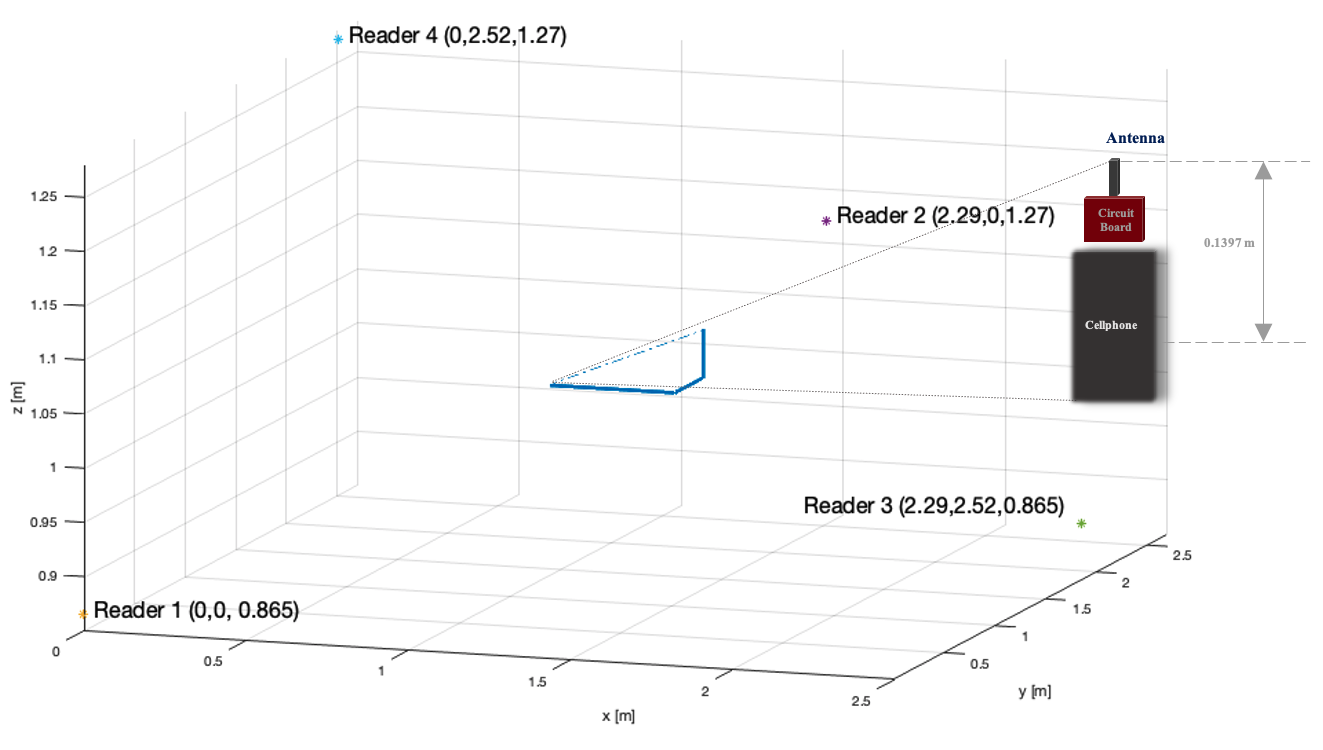 Reader 4 (0,2.52,1.27)
Antenna
1.25
Reader 2 (2.29,0,1.27)
Circuit
Board
0.1397 m
1.2
1.15
Cellphone
1.1
1.05
z [m]
1
Reader 3 (2.29,2.52,0.865)
0.95
2.5
0.9
2
Reader 1 (0,0, 0.865)
1.5
1
0
0.5
0.5
1
1.5
2
2.5
y [m]
x [m]